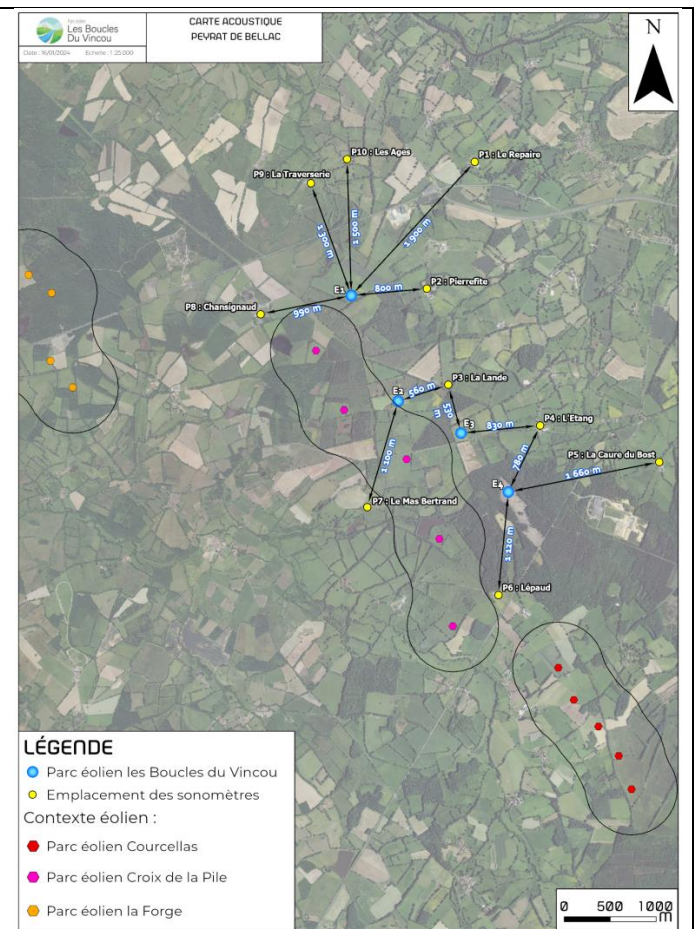 Parc éolien
Les Boucles
Du Vincou
Date : 16/01/2024 Echelle : 1:25 000
CARTE ACOUSTIQUE
PEYRAT DE BELLAC
N
P10 : Les Ages
P1 : Le Repaire
P9 : La Traverserie
1 300 m
1 500 m
1 900 m
E1
800 m
P2 : Pierrefite
P8 : Chansignaud
990 m
P3 : La Lande
E2
560 m
530 m
E3
830 m
P4 : L'Etang
1 100 m
780 m
P5 : La Caure du Bost
1 660 m
E4
P7 : Le Mas Bertrand
1 120 m
P6 : Lépaud
LÉGENDE
Parc éolien les Boucles du Vincou
Emplacement des sonomètres
Contexte éolien :
Parc éolien Courcellas
Parc éolien Croix de la Pile
Parc éolien la Forge
0 500 1000
m